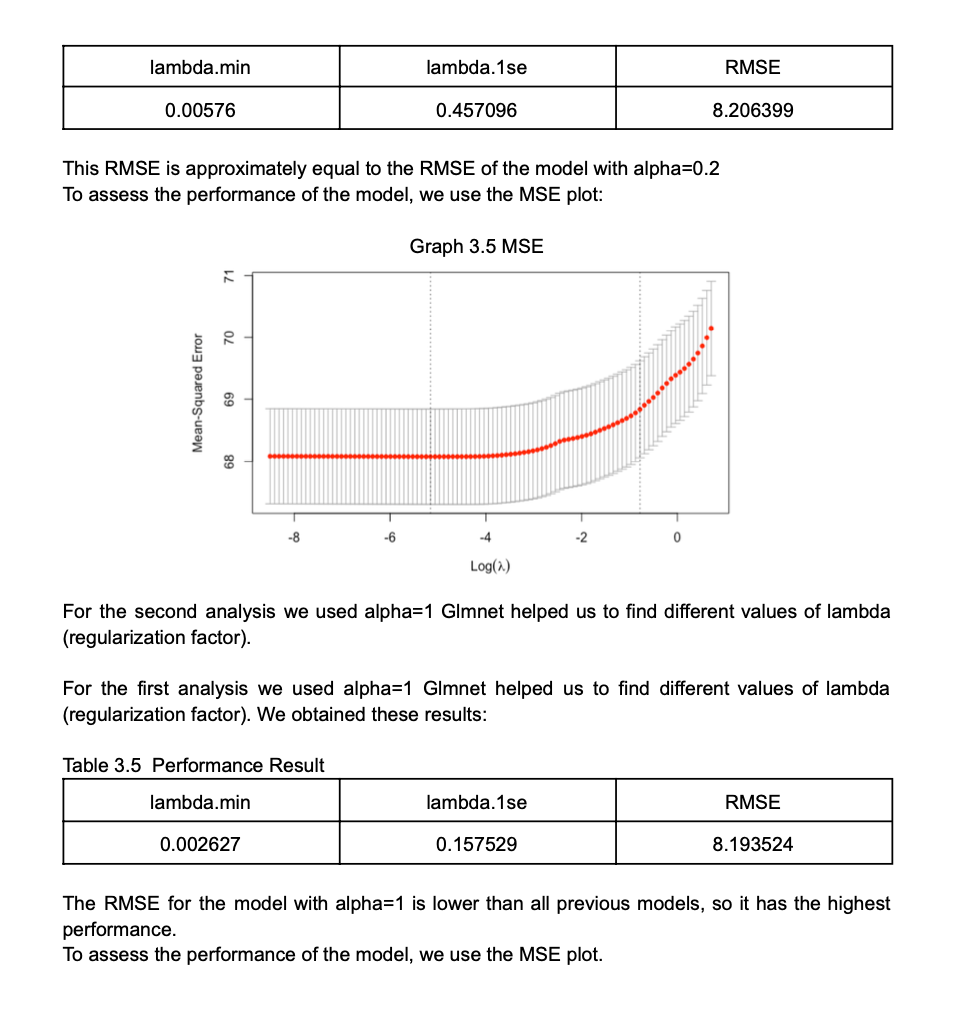 lambda.min lambda.1se RMSE
0.00576 0.457096 8.206399
This RMSE is approximately equal to the RMSE of the model with alpha=0.2
To assess the performance of the model, we use the MSE plot:
Graph 3.5 MSE
Mean-Squared Error
71
70
69
68
-8 -6 -4 -2 0
Log(λ)
For the second analysis we used alpha=1 Glmnet helped us to find different values of lambda
(regularization factor).
For the first analysis we used alpha=1 Glmnet helped us to find different values of lambda
(regularization factor). We obtained these results:
Table 3.5 Performance Result
lambda.min lambda.1se RMSE
0.002627 0.157529 8.193524
The RMSE for the model with alpha=1 is lower than all previous models, so it has the highest
performance.
To assess the performance of the model, we use the MSE plot.